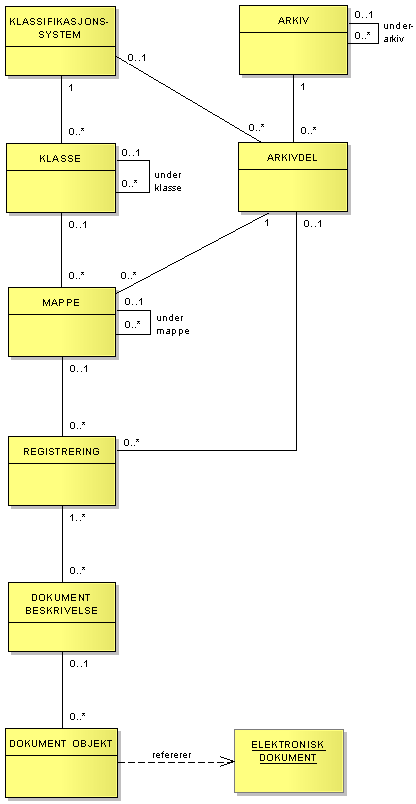 KLASSIFIKASJONS-
SYSTEM
ARKIV
0..1
0..*
under-
arkiv
0..1
1
1
0..*
0..*
0..*
KLASSE
0..1
0..*
under
klasse
ARKIVDEL
0..1
1
0..1
0..*
0..*
MAPPE
0..1
0..*
under
mappe
0..1
0..*
0..*
REGISTRERING
1..*
0..*
DOKUMENT
BESKRIVELSE
0..1
0..*
DOKUMENT OBJEKT
refererer
ELEKTRONISK
DOKUMENT